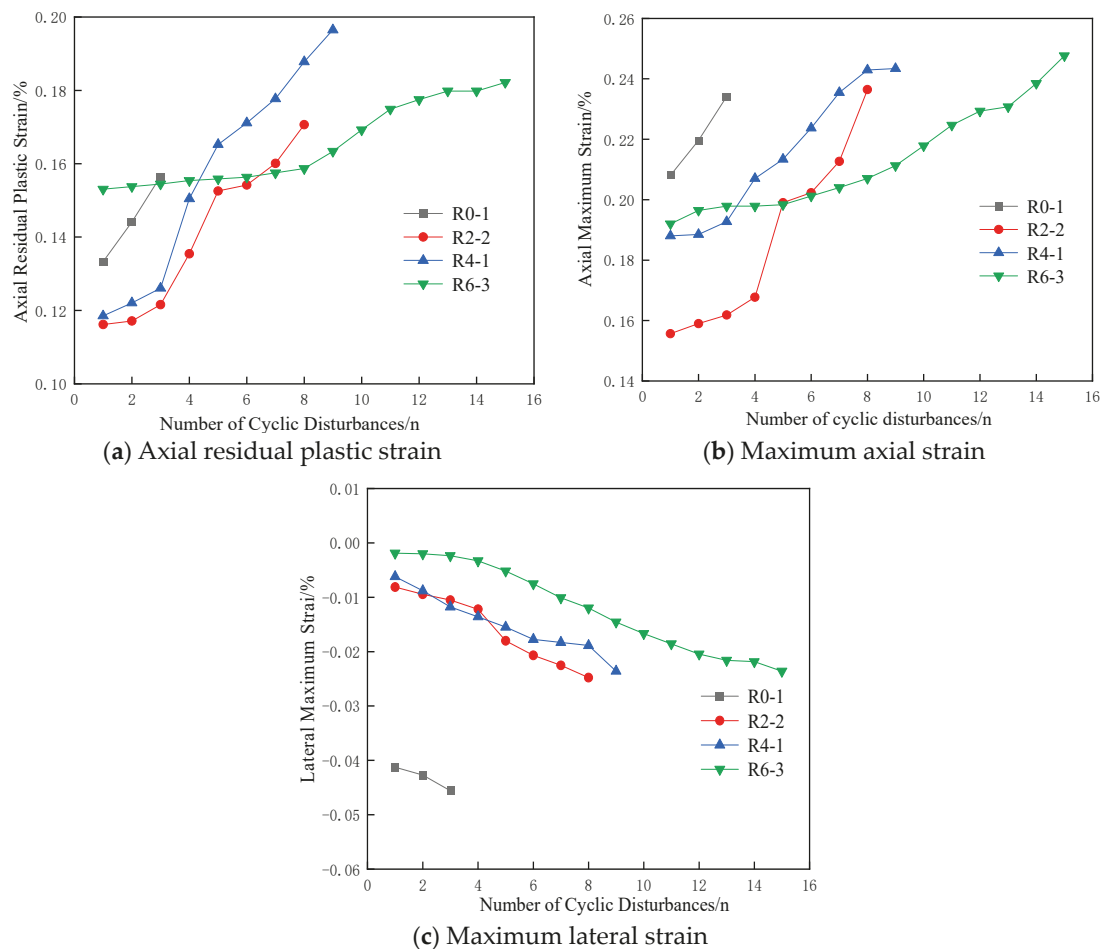 0.20
0.18
0.16
0.14
0.12
0.10
Axial Residual Plastic Strain/%
R0-1
R2-2
R4-1
R6-3
0 2 4 6 8 10 12 14 16
Number of Cyclic Disturbances/n
(a) Axial residual plastic strain
0.26
0.24
0.22
0.20
0.18
0.16
0.14
Axial Maximum Strain/%
R0-1
R2-2
R4-1
R6-3
0 2 4 6 8 10 12 14 16
Number of cyclic disturbances/n
(b) Maximum axial strain
0.01
0.00
-0.01
-0.02
-0.03
-0.04
-0.05
-0.06
Lateral Maximum Strai/%
R0-1
R2-2
R4-1
R6-3
0 2 4 6 8 10 12 14 16
Number of Cyclic Disturbances/n
(c) Maximum lateral strain